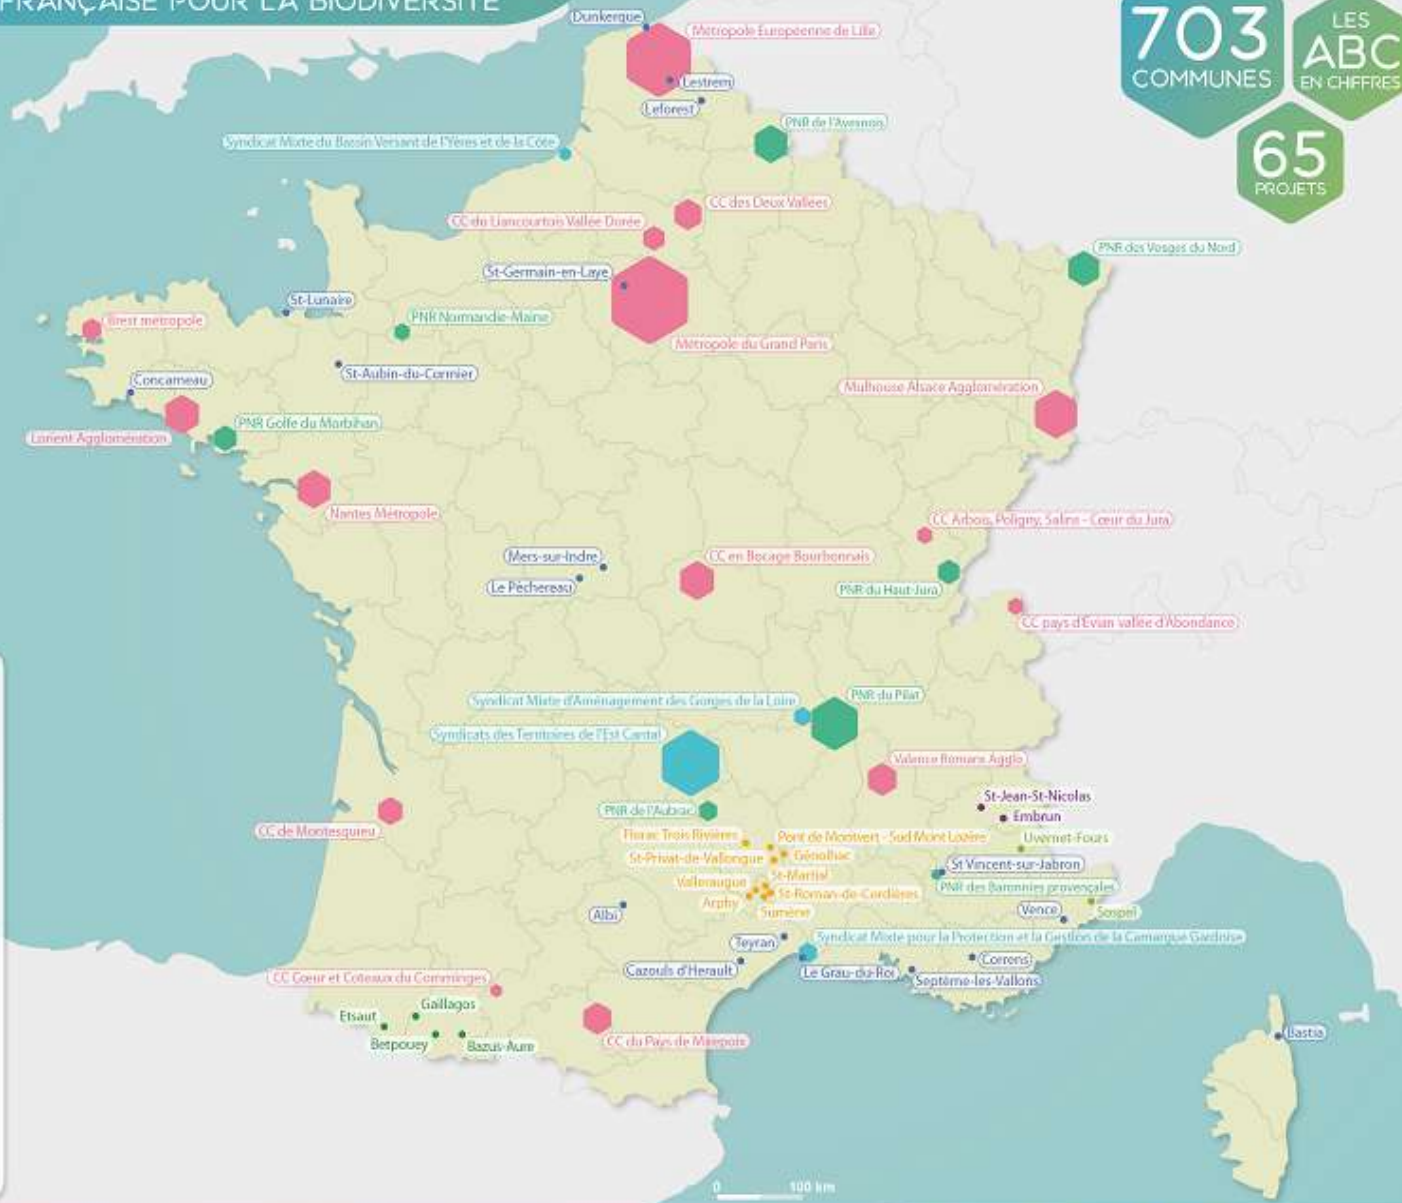 FRANÇAISE POUR LA BIODIVERSITÉ
703
COMMUNES
LES
ABC
EN CHIFFRES
65
PROJETS
Dunkerque
Métropole Européenne de Lille
Lestrem
Leforest
PNR de l'Avesnois
Syndicat Mixte du Bassin Versant de l'Yères et de la Côte
CC des Deux Vallées
CC du Liancourtois Vallée Dorée
PNR des Vosges du Nord
St-Germain-en-Laye
St-Lunaire
Brest métropole
PNR Normandie-Maine
Métropole du Grand Paris
St-Aubin-du-Cormier
Concarneau
Mulhouse Alsace Agglomération
PNR Golfe du Morbihan
Lorient Agglomération
Nantes Métropole
CC Arbois, Poligny, Salins - Cœur du Jura
Mers-sur-Indre
CC en Bocage Bourbonnais
Le Pêchereau
PNR du Haut-Jura
CC pays d'Evian vallée d'Abondance
PNR du Pilat
Syndicat Mixte d'Aménagement des Gorges de la Loire
Syndicats des Territoires de l'Est Cantal
Valence Romans Agglo
St-Jean-St-Nicolas
PNR de l'Aubrac
Embrun
CC de Montesquieu
Florac Trois Rivières
Pont de Montvert - Sud Mont Lozère
Uvernet-Fours
St-Privat-de-Vallongue
Génolhac
St Vincent-sur-Jabron
St-Martial
Valleraugue
PNR des Baronnies provençales
St-Roman-de-Cordières
Arphy
Sumène
Albi
Vence
Sospel
Teyran
Syndicat Mixte pour la Protection et la Gestion de la Camargue Gardoise
Correns
Cazouls d'Herault
Le Grau-du-Roi
CC Cœur et Coteaux du Comminges
Septème-les-Vallons
Gaillagos
Etsaut
Bastia
Betpouey
Bazus-Aure
CC du Pays de Mirepoix
0 100 km